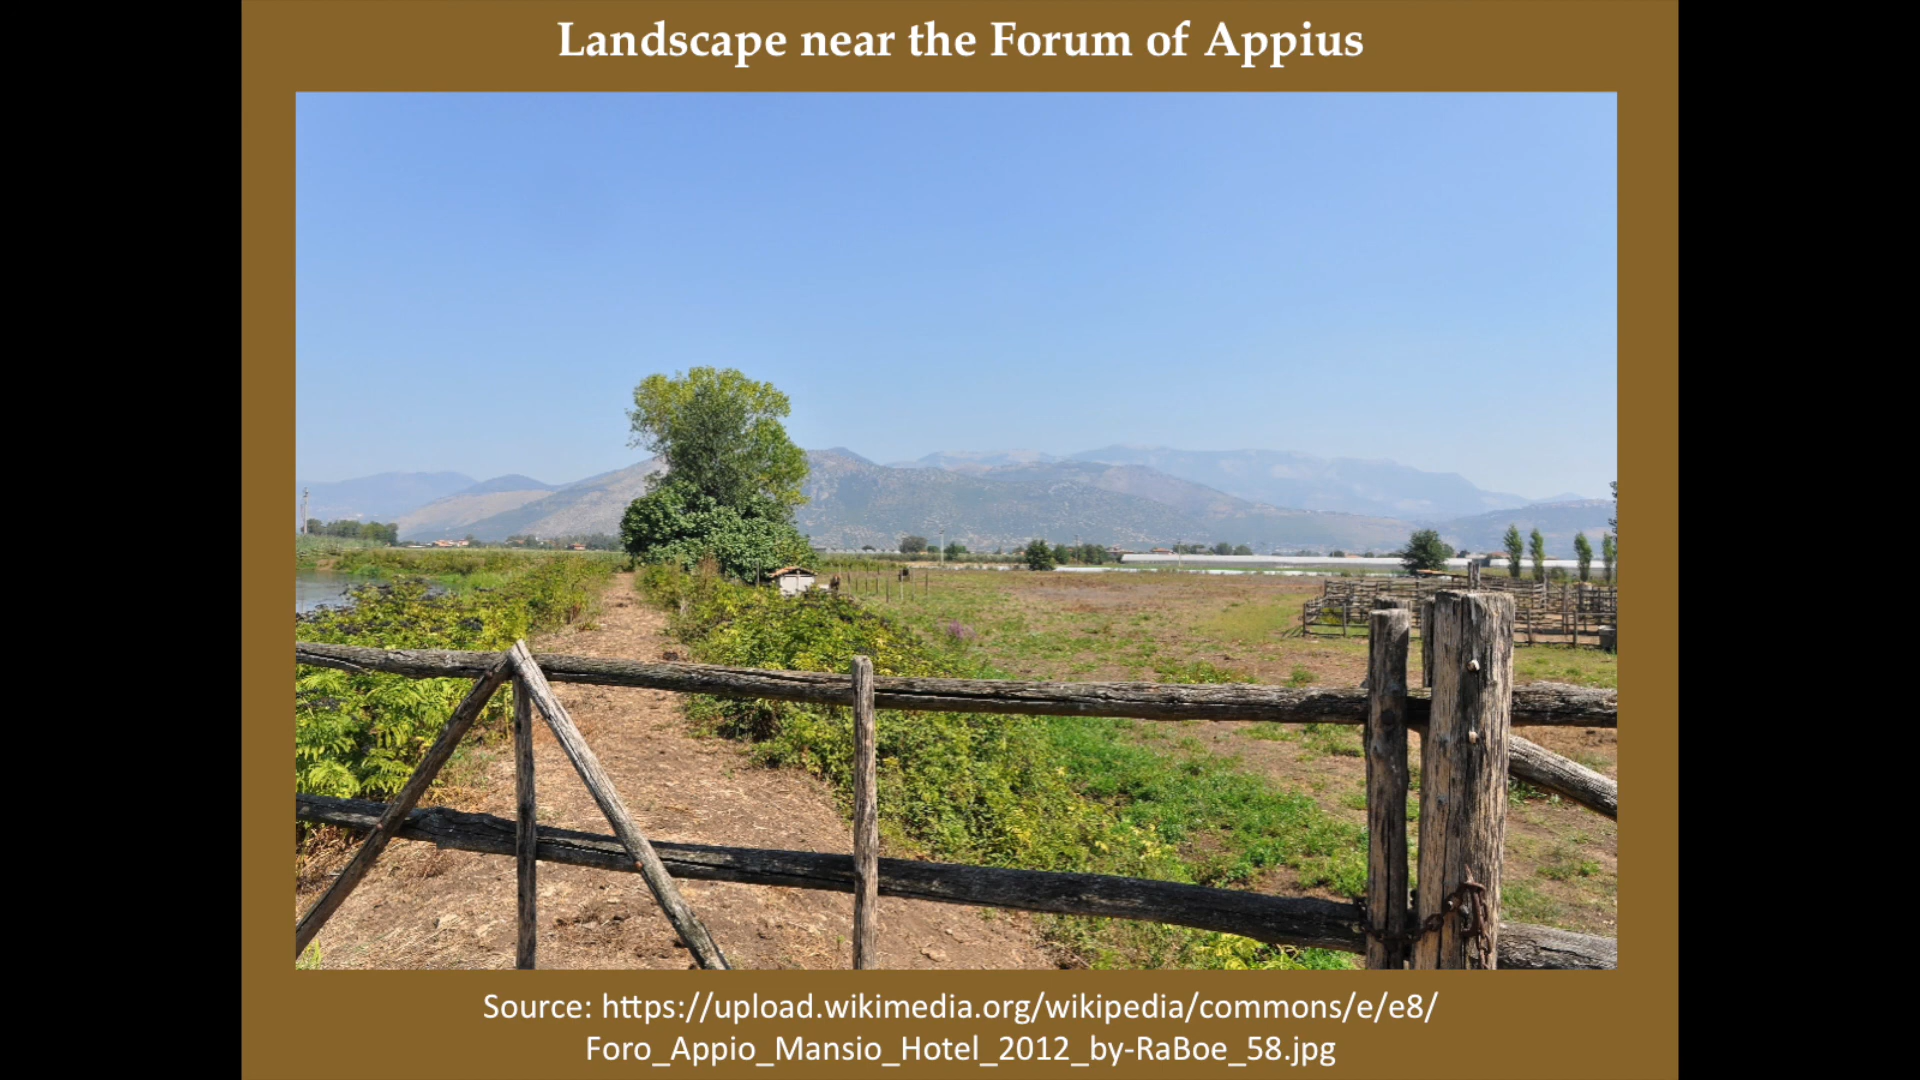 Landscape near the Forum of Appius
Source: https://upload.wikimedia.org/wikipedia/commons/e/e8/
Foro_Appio_Mansio_Hotel_2012_by-RaBoe_58.jpg